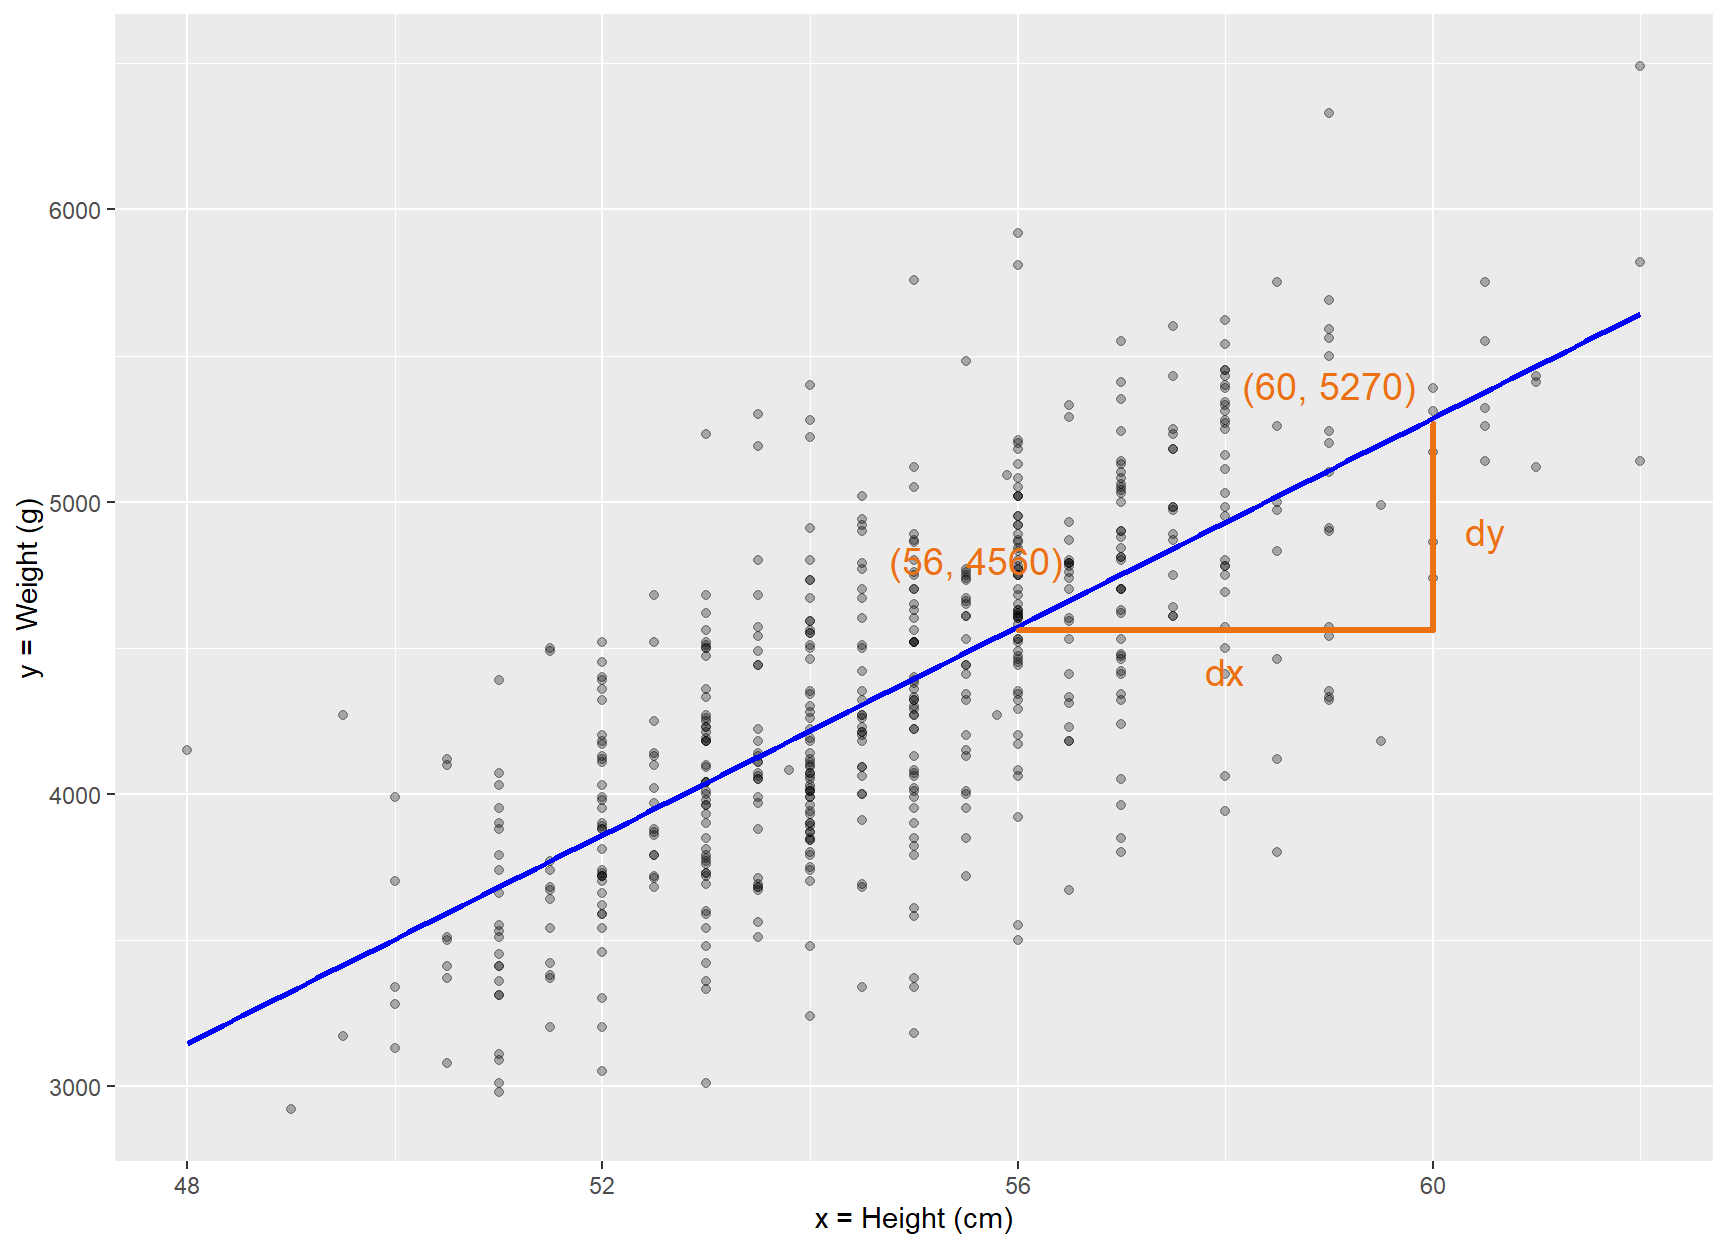 6000
5000
4000
3000
y = Weight (g)
(60, 5270)
(56, 4560)
dy
dx
48
52
56
60
x = Height (cm)